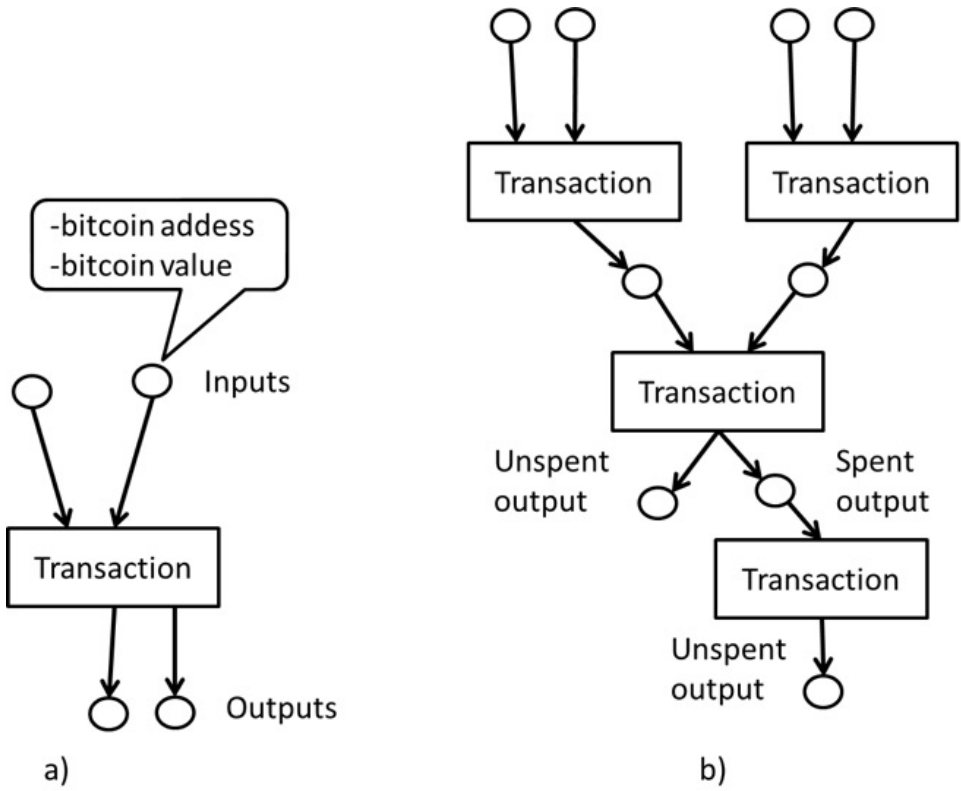 -bitcoin addess
-bitcoin value
Inputs
Transaction
Outputs
a)
Transaction
Transaction
Transaction
Unspent
output
Spent
output
Transaction
Unspent
output
b)